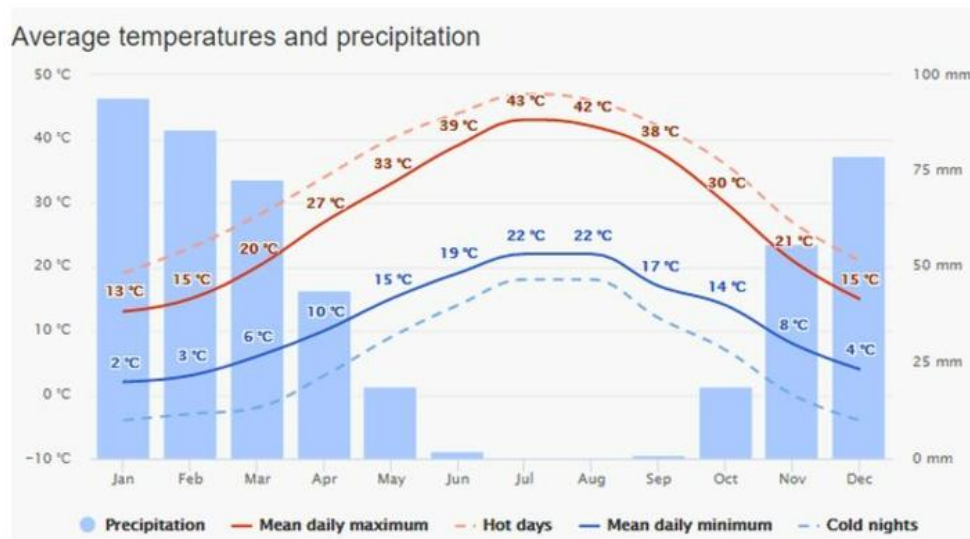 Average temperatures and precipitation
50 °C
100 mm
43 °C
42 °C
39 °C
38 °C
40 °C
33 °C
75 mm
30 °C
30 °C
27 °C
22 °C
22 °C
21 °C
20 °C
19 °C
20 °C
17 °C
50 mm
15 °C
15 °C
15 °C
14 °C
13 °C
10 °C
10 °C
8 °C
6 °C
4 °C
3 °C
2 °C
25 mm
0 °C
-10 °C
0 mm
Jan Feb Mar Apr May Jun Jul Aug Sep Oct Nov Dec
Precipitation Mean daily maximum Hot days Mean daily minimum Cold nights